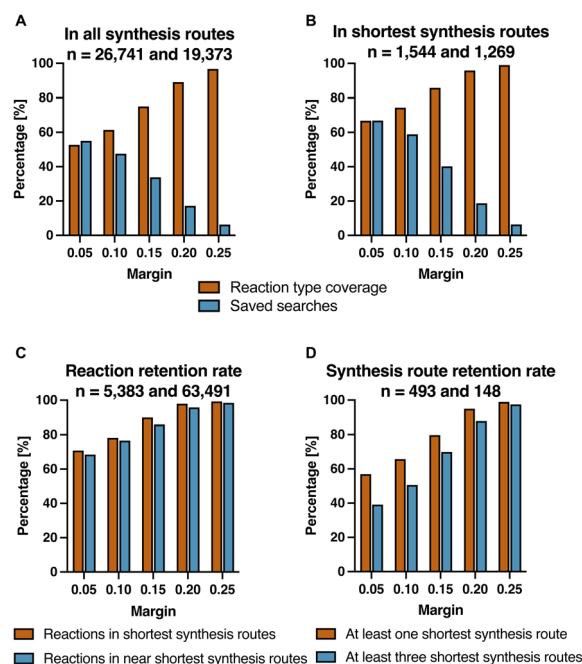 A
In all synthesis routes
n = 26,741 and 19,373
Percentage [%]
100
80
60
40
20
0
0.05 0.10 0.15 0.20 0.25
Margin
B
In shortest synthesis routes
n = 1,544 and 1,269
Percentage [%]
100
80
60
40
20
0
0.05 0.10 0.15 0.20 0.25
Margin
Reaction type coverage
Saved searches
C
Reaction retention rate
n = 5,383 and 63,491
Percentage [%]
100
80
60
40
20
0
0.05 0.10 0.15 0.20 0.25
Margin
Reactions in shortest synthesis routes
Reactions in near shortest synthesis routes
D
Synthesis route retention rate
n = 493 and 148
Percentage [%]
100
80
60
40
20
0
0.05 0.10 0.15 0.20 0.25
Margin
At least one shortest synthesis route
At least three shortest synthesis routes